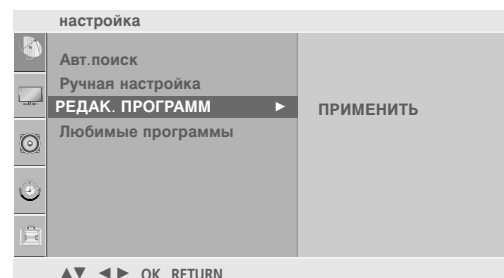 настройка
Авт.поиск
Ручная настройка
РЕДАК. ПРОГРАММ ►
ПРИМЕНИТЬ
Любимые программы
▲▼ ◄► OK RETURN